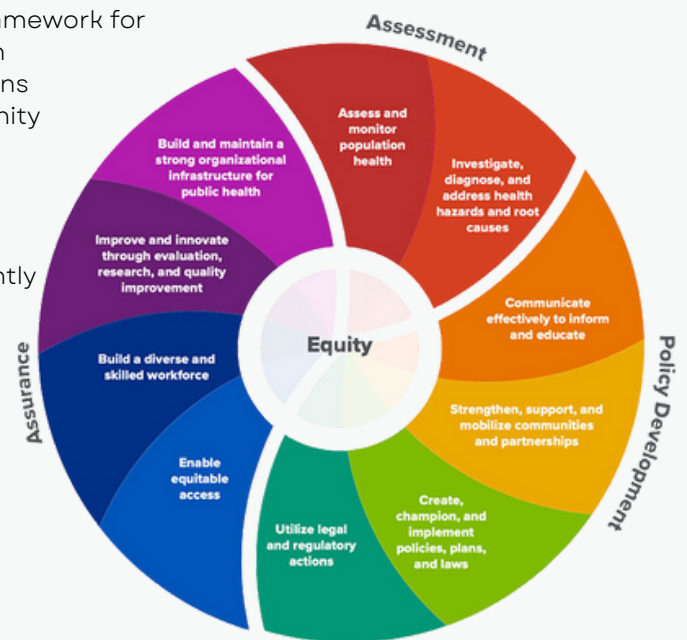 amework for
ns
nity
ntly
Assessment
Assess and
monitor
population
health
Investigate,
diagnose, and
address health
hazards and root
causes
Communicate
effectively to inform
and educate
Policy Development
Strengthen, support, and
mobilize communities
and partnerships
Create,
champion, and
implement
policies, plans,
and laws
Utilize legal
and regulatory
actions
Enable
equitable
access
Assurance
Build a diverse and
skilled workforce
Improve and innovate
through evaluation,
research, and quality
improvement
Build and maintain a
strong organizational
infrastructure for
public health
Equity